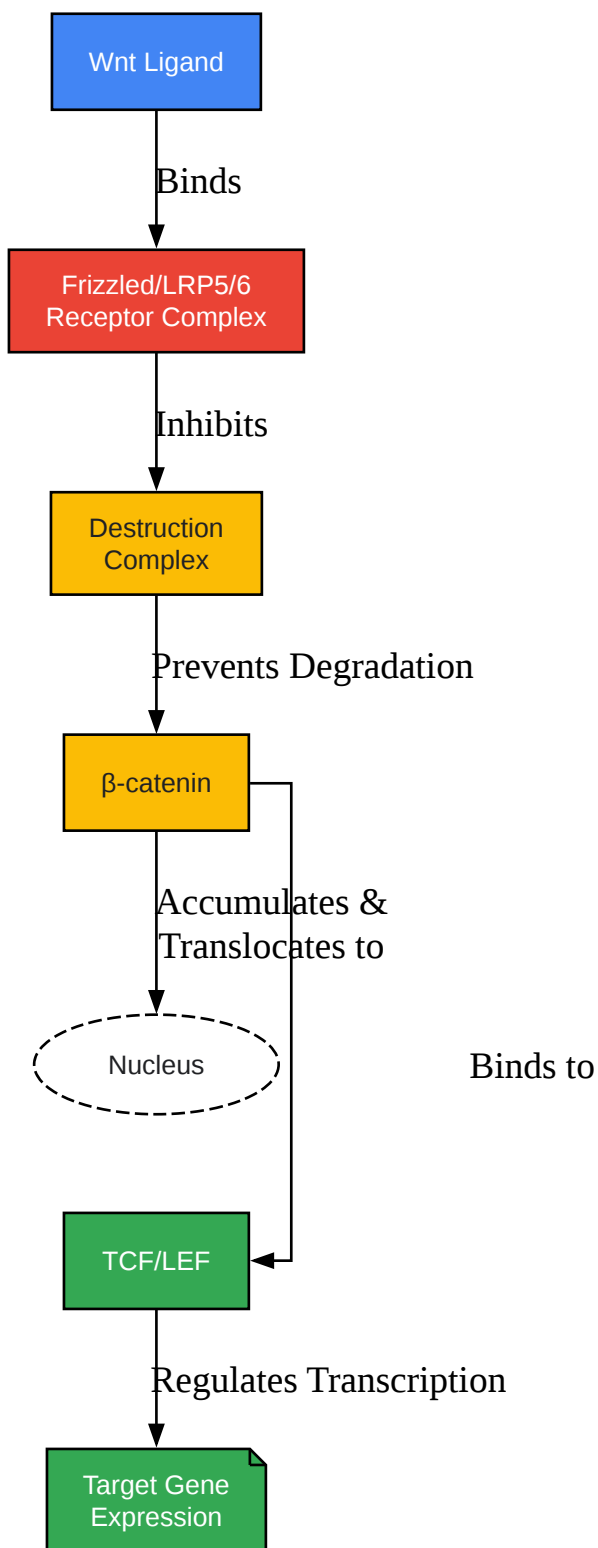 Wnt Ligand
Binds
Frizzled/LRP5/6
Receptor Complex
Inhibits
Destruction
Complex
Prevents Degradation
β-catenin
Accumulates &
Translocates to
Nucleus
Binds to
TCF/LEF
Regulates Transcription
Target Gene
Expression